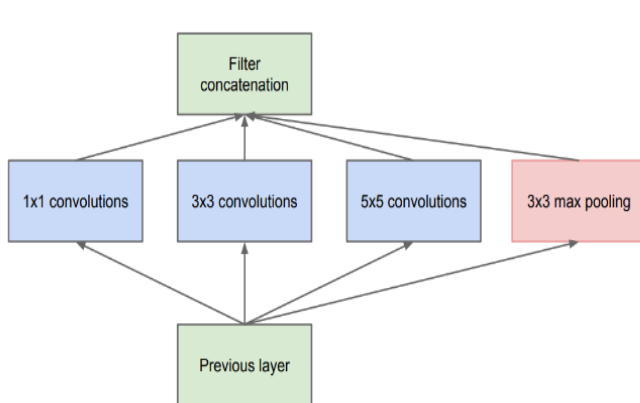 Filter
concatenation
1x1 convolutions
3x3 convolutions
5x5 convolutions
3x3 max pooling
Previous layer